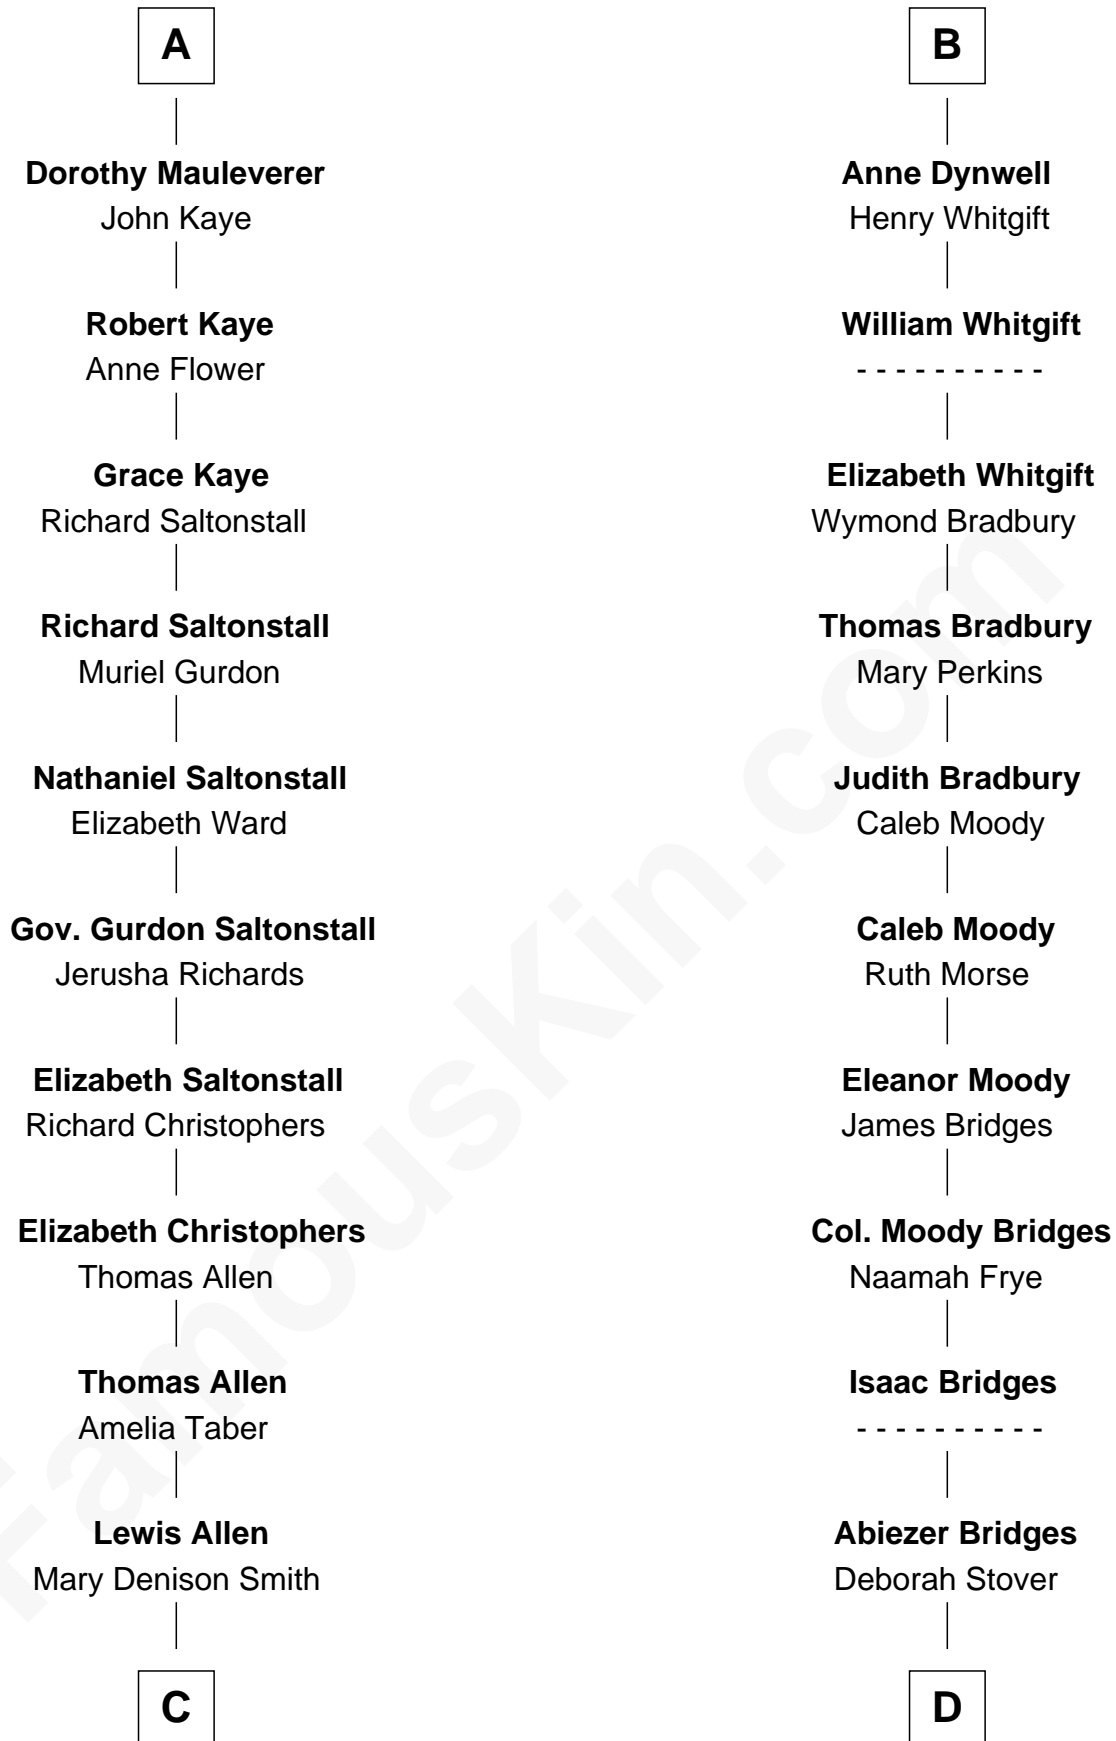 A
Dorothy Mauleverer
John Kaye
Robert Kaye
Anne Flower
Grace Kaye
Richard Saltonstall
Richard Saltonstall
Muriel Gurdon
Nathaniel Saltonstall
Elizabeth Ward
Gov. Gurdon Saltonstall
Jerusha Richards
Elizabeth Saltonstall
Richard Christophers
Elizabeth Christophers
Thomas Allen
Thomas Allen
Amelia Taber
Lewis Allen
Mary Denison Smith
C
B
Anne Dynwell
Henry Whitgift
William Whitgift
- - - - - - - - - -
Elizabeth Whitgift
Wymond Bradbury
Thomas Bradbury
Mary Perkins
Judith Bradbury
Caleb Moody
Caleb Moody
Ruth Morse
Eleanor Moody
James Bridges
Col. Moody Bridges
Naamah Frye
Isaac Bridges
- - - - - - - - - -
Abiezer Bridges
Deborah Stover
D
FamousKin.com